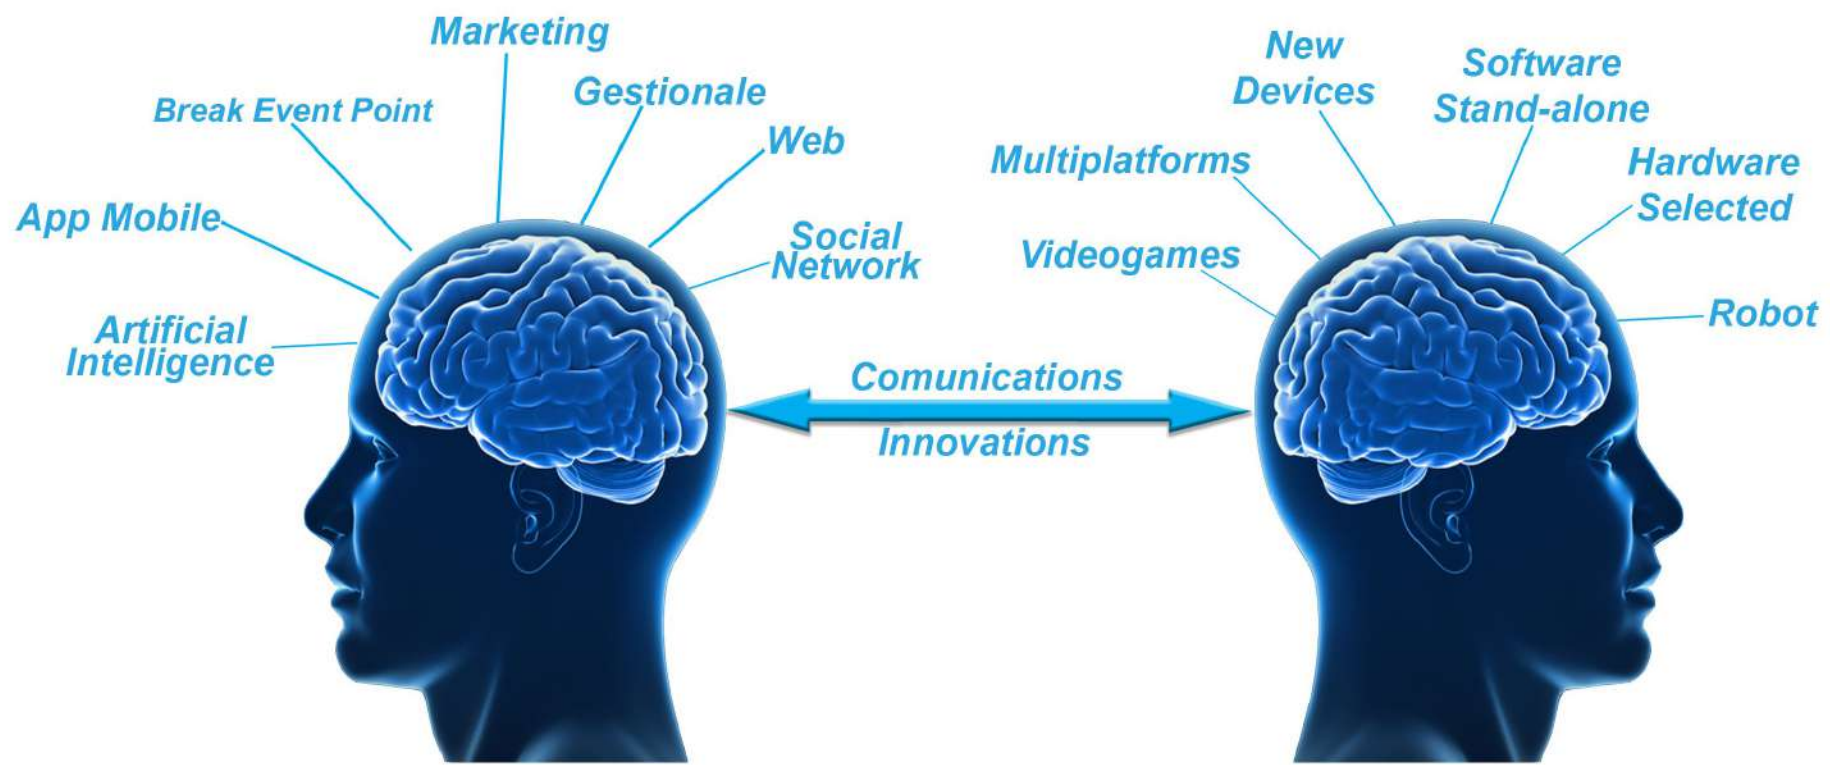 Marketing
Break Event Point
Gestionale
Web
App Mobile
Social
Network
Artificial
Intelligence
Comunications
Innovations
New
Devices
Software
Stand-alone
Multiplatforms
Hardware
Selected
Videogames
Robot